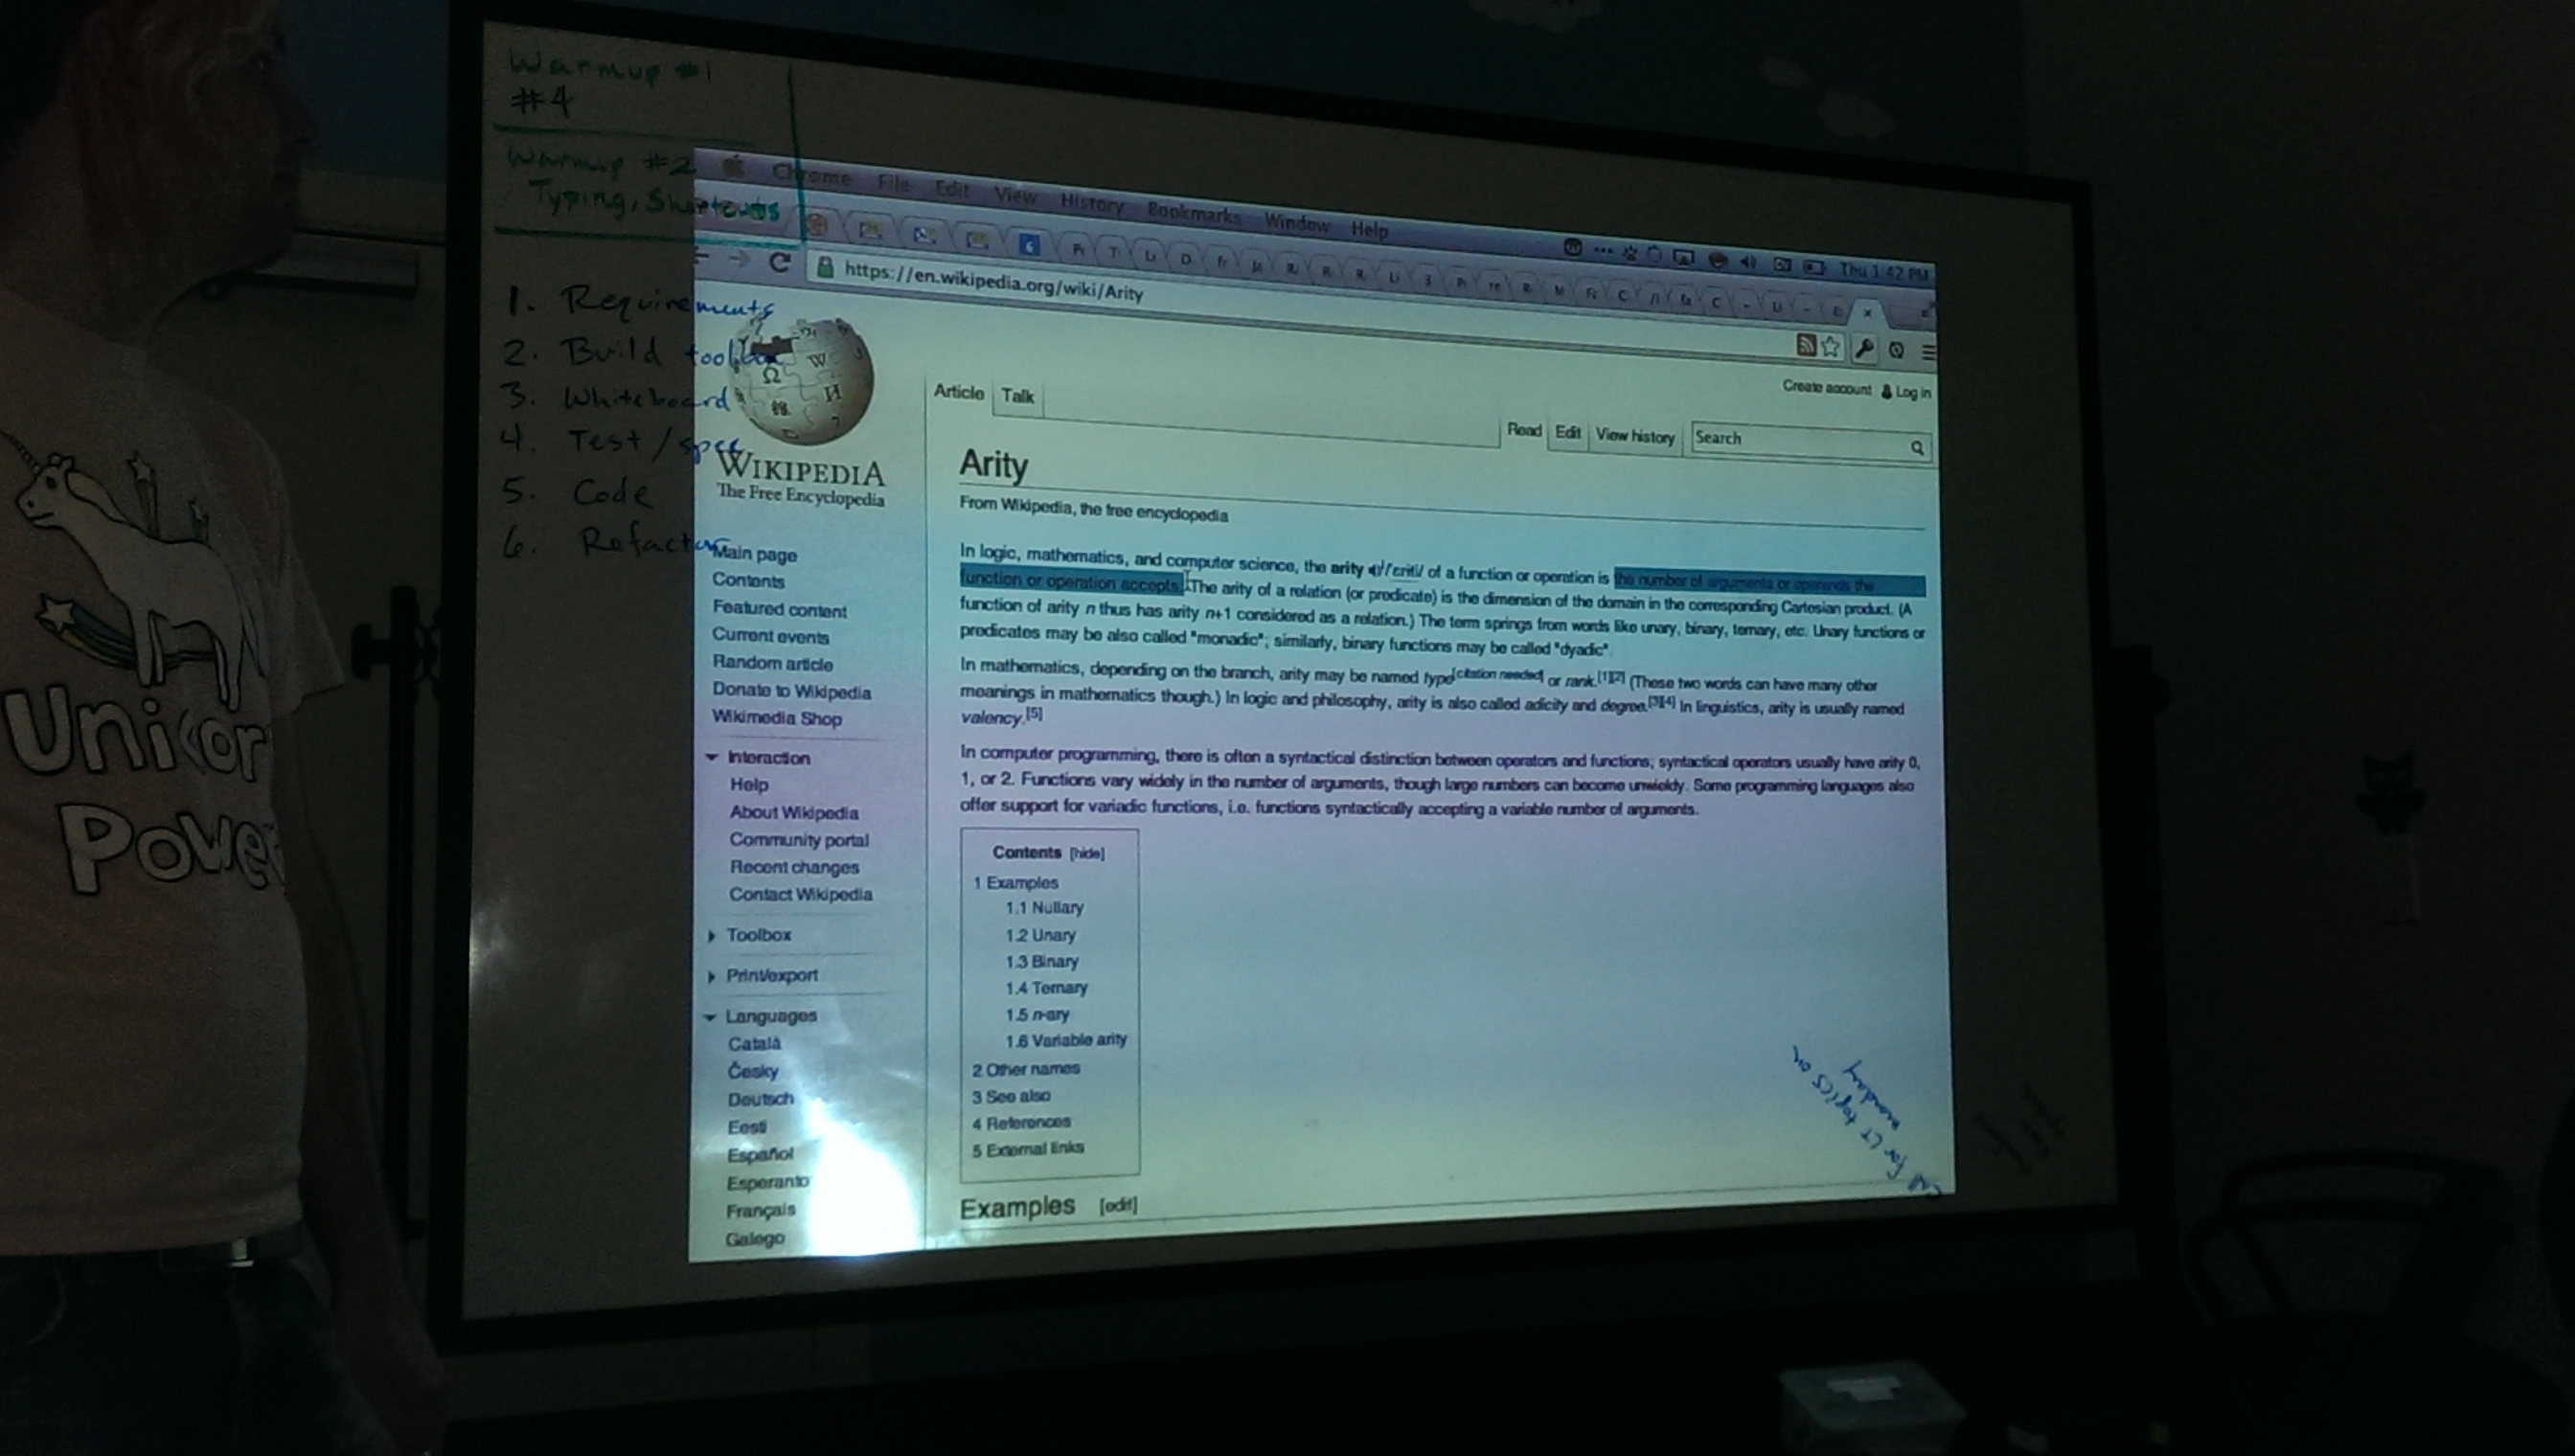 Warmup #1
#4
Warmup #2
Typing, Shortcuts
1. Requirements
2. Build toolbox
3. Whiteboard
4. Test / spec
5. Code
6. Refactor
Unicor
Power
Chrome File Edit View History Bookmarks Window Help
Thu 1:42 PM
https://en.wikipedia.org/wiki/Arity
Create account Log in
Article Talk
Read Edit View history Search
WIKIPEDIA
The Free Encyclopedia
Main page
Contents
Featured content
Current events
Random article
Donate to Wikipedia
Wikimedia Shop
Interaction
Help
About Wikipedia
Community portal
Recent changes
Contact Wikipedia
Toolbox
Print/export
Languages
Català
Česky
Deutsch
Eesti
Español
Esperanto
Français
Galego
Arity
From Wikipedia, the free encyclopedia
In logic, mathematics, and computer science, the arity /ˈærɪti/ of a function or operation is the number of arguments or operands the
function or operation accepts. The arity of a relation (or predicate) is the dimension of the domain in the corresponding Cartesian product. (A
function of arity n thus has arity n+1 considered as a relation.) The term springs from words like unary, binary, ternary, etc. Unary functions or
predicates may be also called "monadic"; similarly, binary functions may be called "dyadic".
In mathematics, depending on the branch, arity may be named type[citation needed] or rank.[1][2] (These two words can have many other
meanings in mathematics though.) In logic and philosophy, arity is also called adicity and degree.[3][4] In linguistics, arity is usually named
valency.[5]
In computer programming, there is often a syntactical distinction between operators and functions; syntactical operators usually have arity 0,
1, or 2. Functions vary widely in the number of arguments, though large numbers can become unwieldy. Some programming languages also
offer support for variadic functions, i.e. functions syntactically accepting a variable number of arguments.
Contents [hide]
1 Examples
1.1 Nullary
1.2 Unary
1.3 Binary
1.4 Ternary
1.5 n-ary
1.6 Variable arity
2 Other names
3 See also
4 References
5 External links
Examples [edit]
for LT topics on
monday